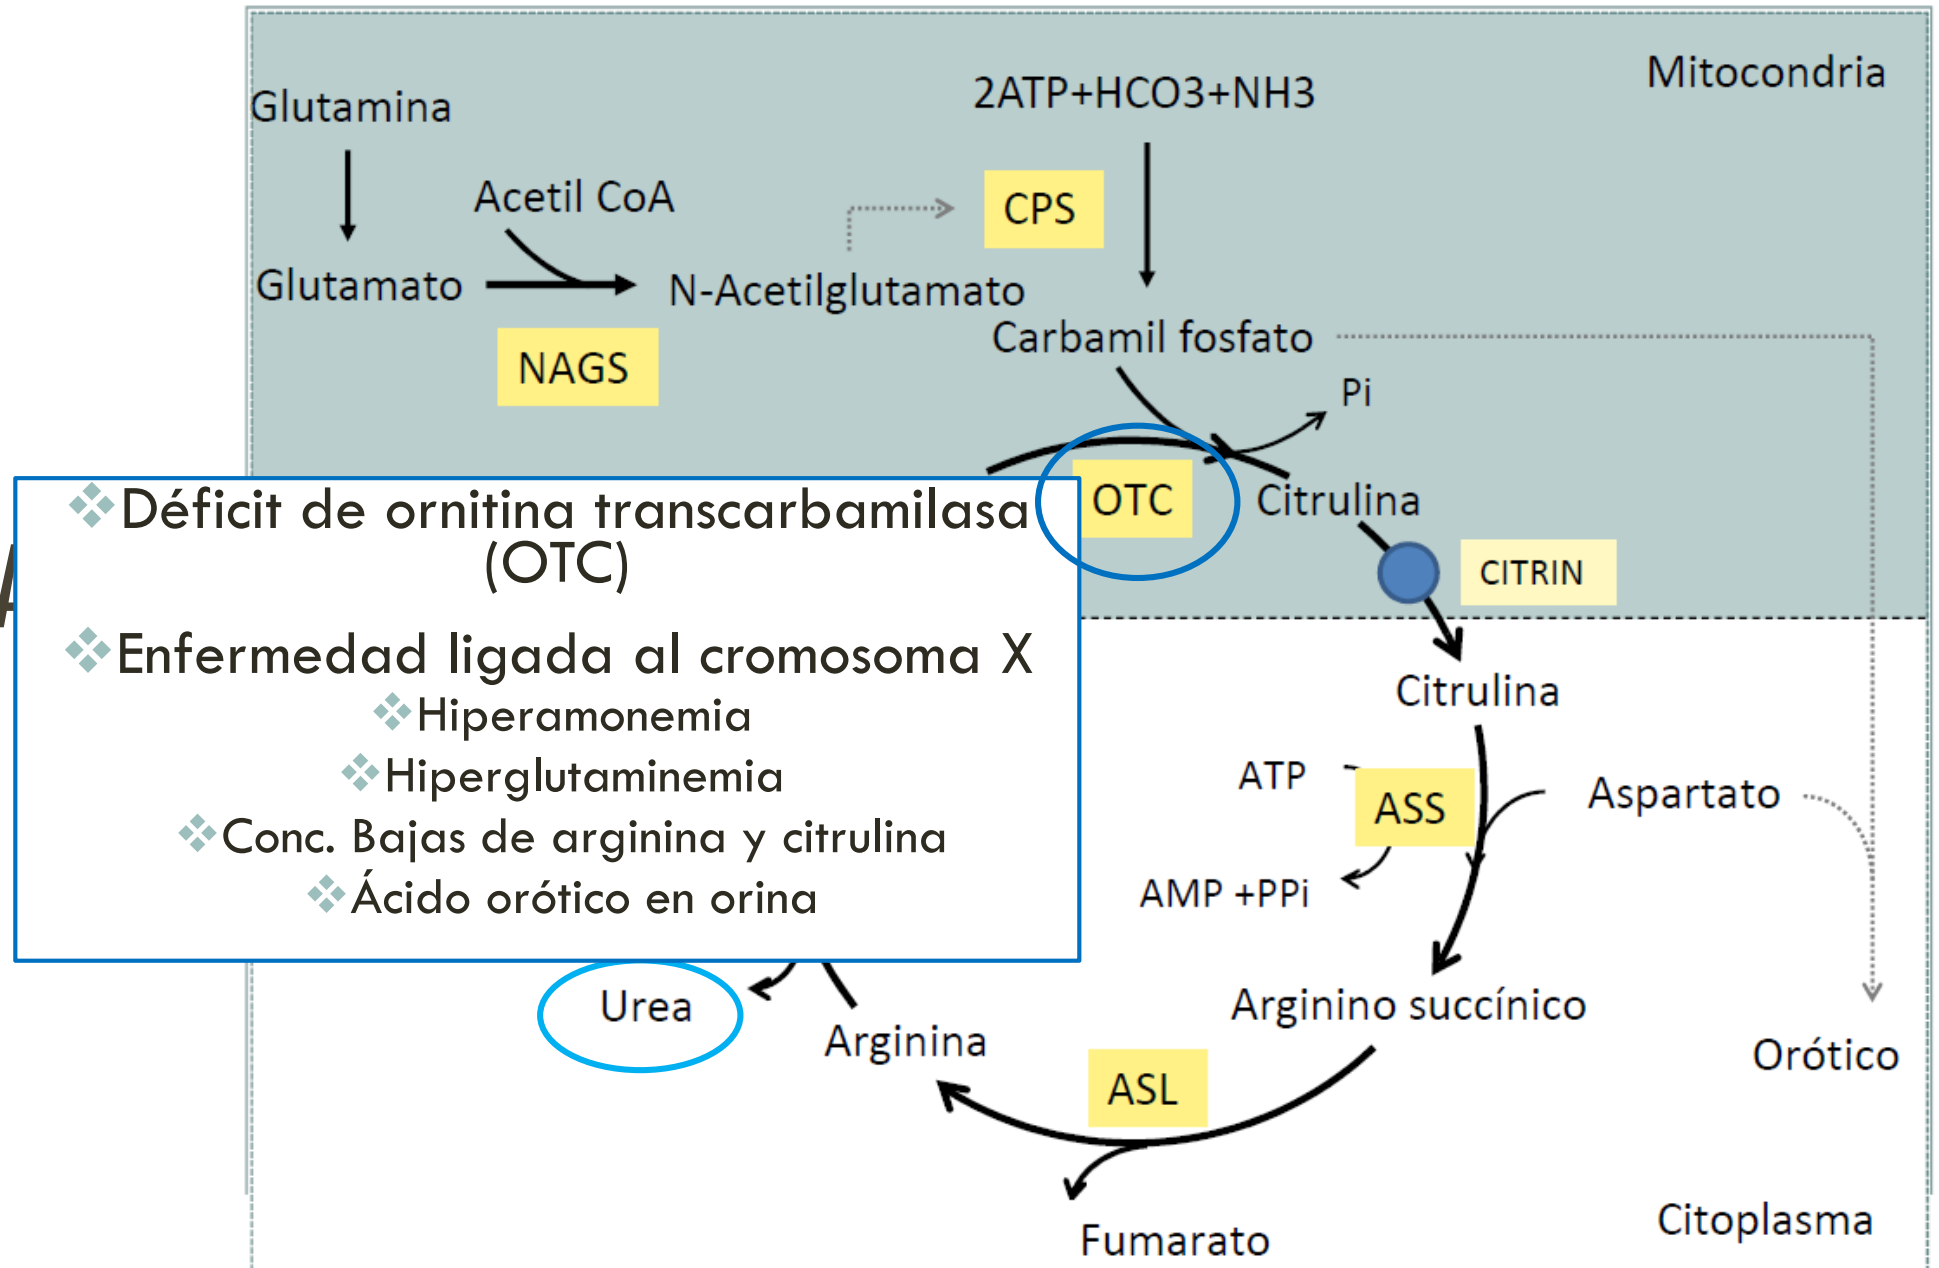 Mitocondria
2ATP+HCO3+NH3
Glutamina
Acetil CoA
CPS
Glutamato
N-Acetilglutamato
Carbamil fosfato
NAGS
Pi
OTC
Citrulina
CITRIN
Déficit de ornitina transcarbamilasa
(OTC)
Enfermedad ligada al cromosoma X
Hiperamonemia
Hiperglutaminemia
Conc. Bajas de arginina y citrulina
Ácido orótico en orina
Citrulina
ATP
ASS
Aspartato
AMP +PPi
Urea
Arginino succínico
Arginina
Orótico
ASL
Citoplasma
Fumarato